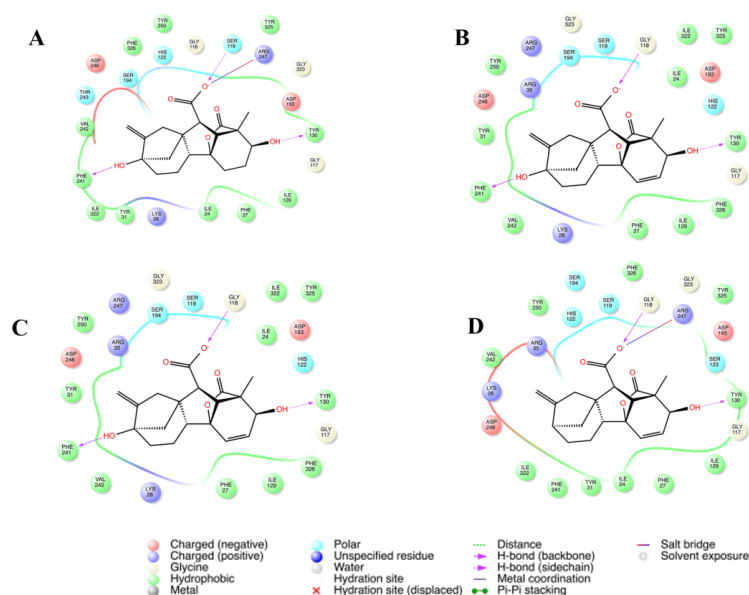 A
TYR
250
TYR
325
PHE
326
GLY
118
SER
119
HIS
122
ARG
247
ASP
246
GLY
323
SER
194
THR
243
ASP
193
VAL
242
TYR
130
GLY
117
PHE
241
ILE
129
ILE
322
TYR
31
LYS
28
ILE
24
PHE
27
O
O-
O
O
OH
HO
B
GLY
323
ARG
247
SER
194
SER
119
GLY
118
ILE
322
TYR
325
TYR
250
ARG
35
ILE
24
ASP
193
ASP
246
HIS
122
TYR
31
TYR
130
GLY
117
PHE
241
VAL
242
LYS
28
PHE
27
ILE
129
PHE
326
O
O-
O
O
OH
HO
C
GLY
323
ARG
247
SER
194
SER
119
GLY
118
ILE
322
TYR
325
TYR
250
ARG
35
ILE
24
ASP
193
ASP
246
HIS
122
TYR
31
TYR
130
GLY
117
PHE
241
VAL
242
LYS
28
PHE
27
ILE
129
PHE
326
O
O-
O
O
OH
HO
D
SER
194
PHE
326
GLY
323
TYR
325
TYR
250
HIS
122
SER
119
GLY
118
ARG
247
ASP
193
ARG
35
VAL
242
SER
123
LYS
28
TYR
130
ASP
246
GLY
117
ILE
322
PHE
241
TYR
31
ILE
24
PHE
27
ILE
129
O
O-
O
O
OH
Charged (negative)
Charged (positive)
Glycine
Hydrophobic
Metal
Polar
Unspecified residue
Water
Hydration site
Hydration site (displaced)
Distance
H-bond (backbone)
H-bond (sidechain)
Metal coordination
Pi-Pi stacking
Salt bridge
Solvent exposure